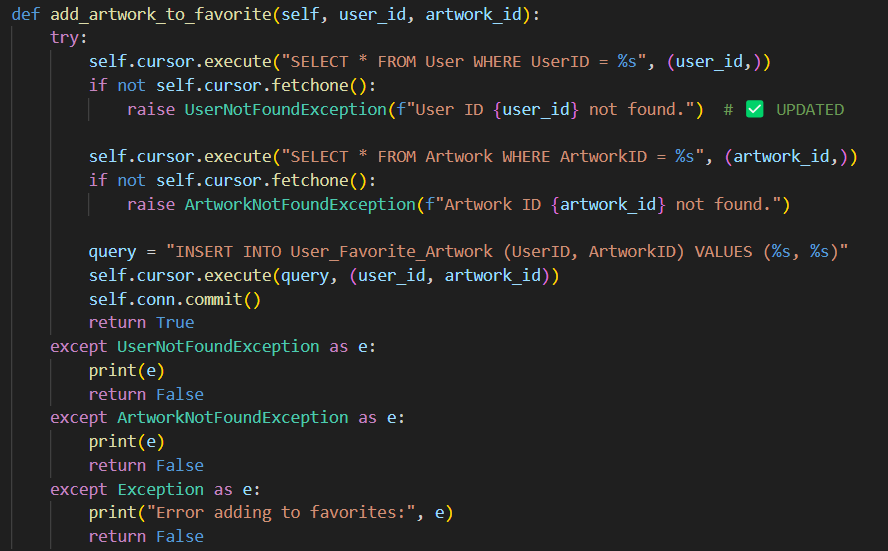 def add_artwork_to_favorite(self, user_id, artwork_id):
    try:
        self.cursor.execute("SELECT * FROM User WHERE UserID = %s", (user_id,))
        if not self.cursor.fetchone():
            raise UserNotFoundException(f"User ID {user_id} not found.")  # ✅ UPDATED

        self.cursor.execute("SELECT * FROM Artwork WHERE ArtworkID = %s", (artwork_id,))
        if not self.cursor.fetchone():
            raise ArtworkNotFoundException(f"Artwork ID {artwork_id} not found.")

        query = "INSERT INTO User_Favorite_Artwork (UserID, ArtworkID) VALUES (%s, %s)"
        self.cursor.execute(query, (user_id, artwork_id))
        self.conn.commit()
        return True
    except UserNotFoundException as e:
        print(e)
        return False
    except ArtworkNotFoundException as e:
        print(e)
        return False
    except Exception as e:
        print("Error adding to favorites:", e)
        return False